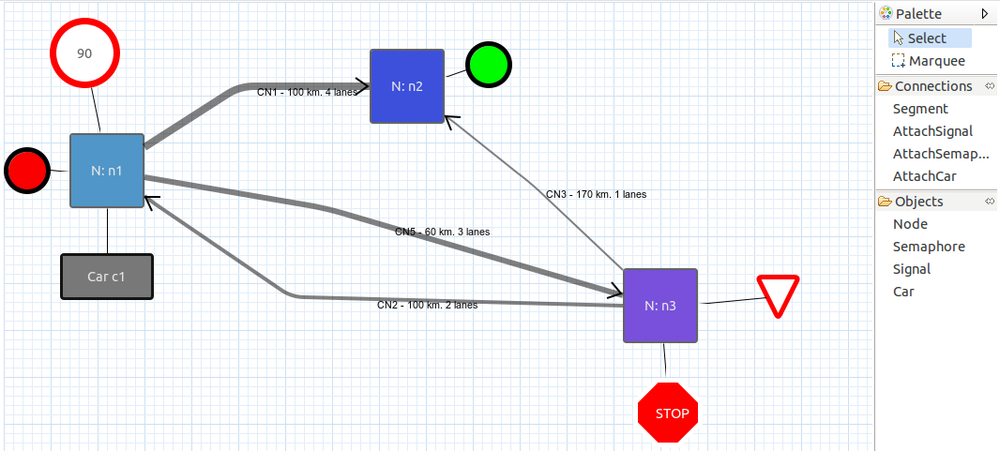 90
N: n2
CN1 - 100 km. 4 lanes
N: n1
CN3 - 170 km. 1 lanes
CN5 - 60 km. 3 lanes
Car c1
CN2 - 100 km. 2 lanes
N: n3
STOP
Palette
Select
Marquee
Connections
Segment
AttachSignal
AttachSemap...
AttachCar
Objects
Node
Semaphore
Signal
Car